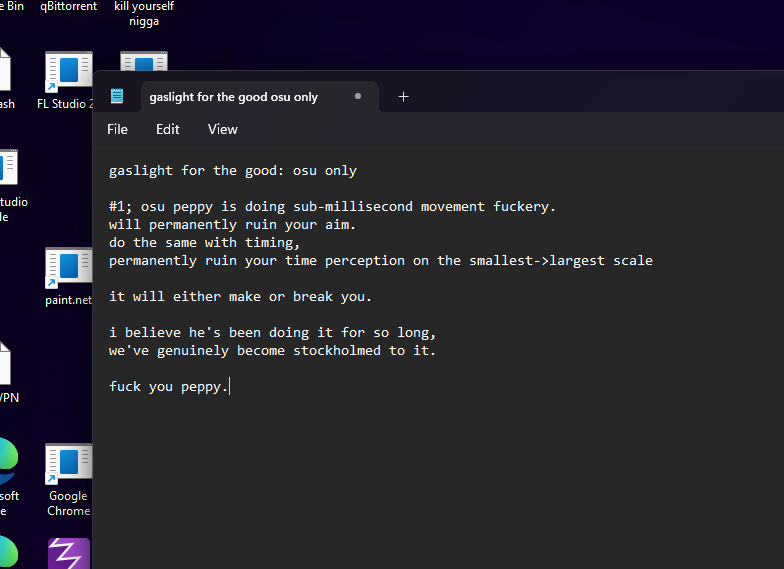 e Bin
qBittorrent
kill yourself
nigga
ash
FL Studio 2
gaslight for the good osu only
File
Edit
View
gaslight for the good: osu only
#1; osu peppy is doing sub-millisecond movement fuckery.
will permanently ruin your aim.
do the same with timing,
permanently ruin your time perception on the smallest->largest scale
it will either make or break you.
i believe he's been doing it for so long,
we've genuinely become stockholmed to it.
fuck you peppy.
tudio
le
paint.net
VPN
soft
e
Google
Chrome